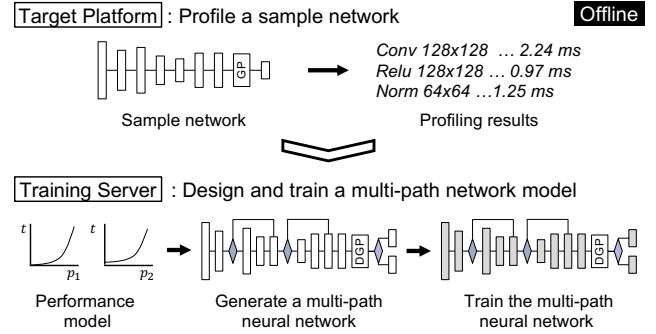 Target Platform : Profile a sample network
Offline
GP
Conv 128x128 … 2.24 ms
Relu 128x128 … 0.97 ms
Norm 64x64 …1.25 ms
Sample network
Profiling results
Training Server : Design and train a multi-path network model
t
p1
t
p2
DGP
DGP
Performance
model
Generate a multi-path
neural network
Train the multi-path
neural network